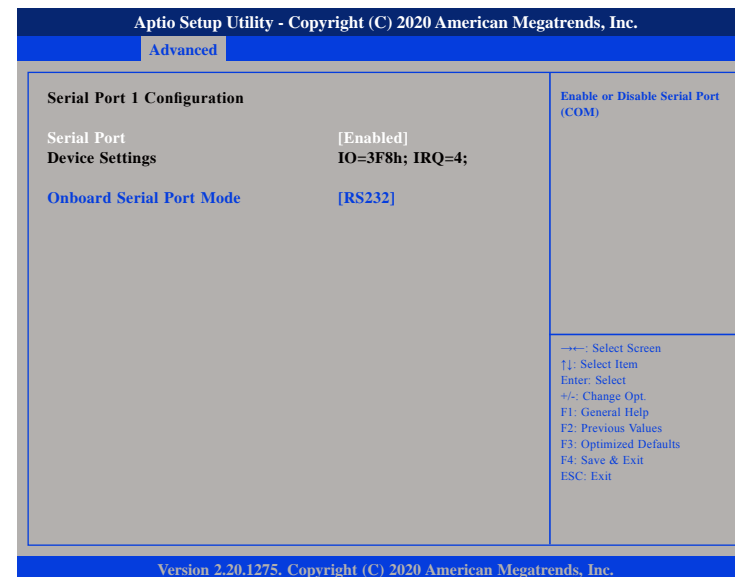 Aptio Setup Utility - Copyright (C) 2020 American Megatrends, Inc.
Advanced
Serial Port 1 Configuration
Serial Port [Enabled]
Device Settings IO=3F8h; IRQ=4;
Onboard Serial Port Mode [RS232]
Enable or Disable Serial Port
(COM)
→←: Select Screen
↑↓: Select Item
Enter: Select
+/-: Change Opt.
F1: General Help
F2: Previous Values
F3: Optimized Defaults
F4: Save & Exit
ESC: Exit
Version 2.20.1275. Copyright (C) 2020 American Megatrends, Inc.